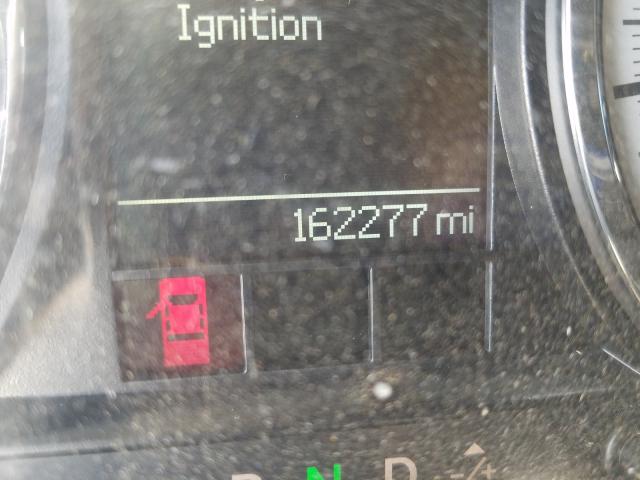 Ignition
162277 mi
R N D -/+